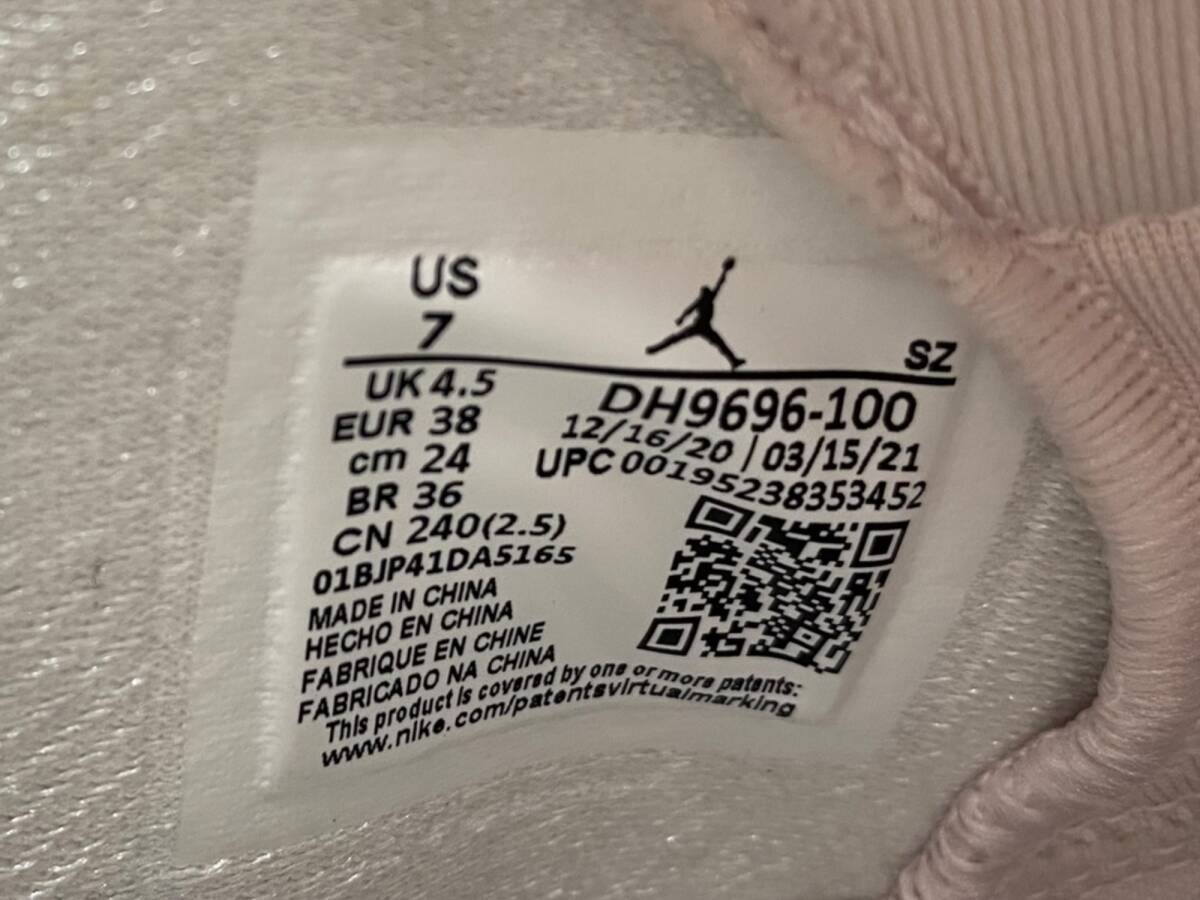 US
7
SZ
UK 4.5
EUR 38
cm 24
BR 36
CN 240(2.5)
01BJP41DA5165
DH9696-100
12/16/20 / 03/15/21
UPC 00195238353452
MADE IN CHINA
HECHO EN CHINA
FABRIQUE EN CHINE
FABRICADO NA CHINA
This product is covered by one or more patents:
www.nike.com/patentsvirtualmarking